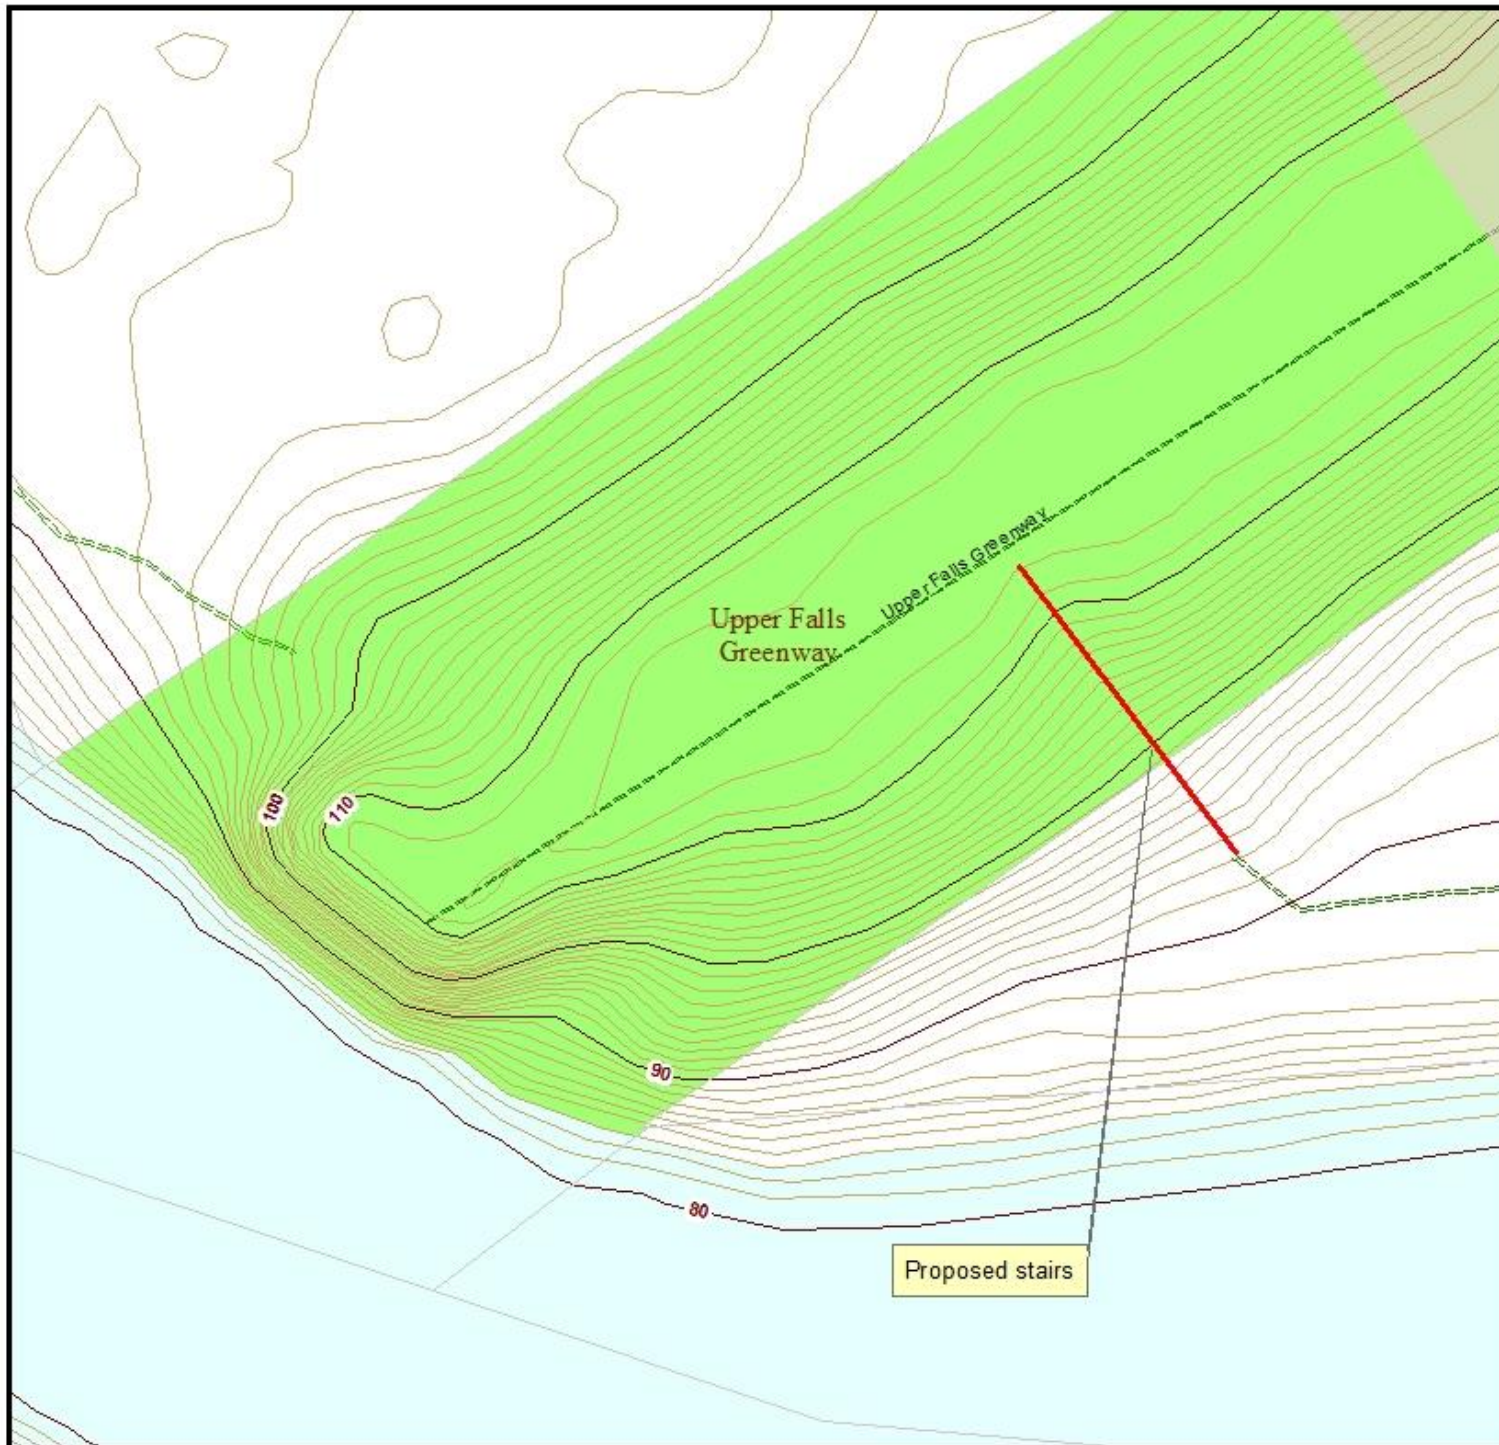 Upper Falls Greenway
Upper Falls
Greenway
100
110
90
80
Proposed stairs